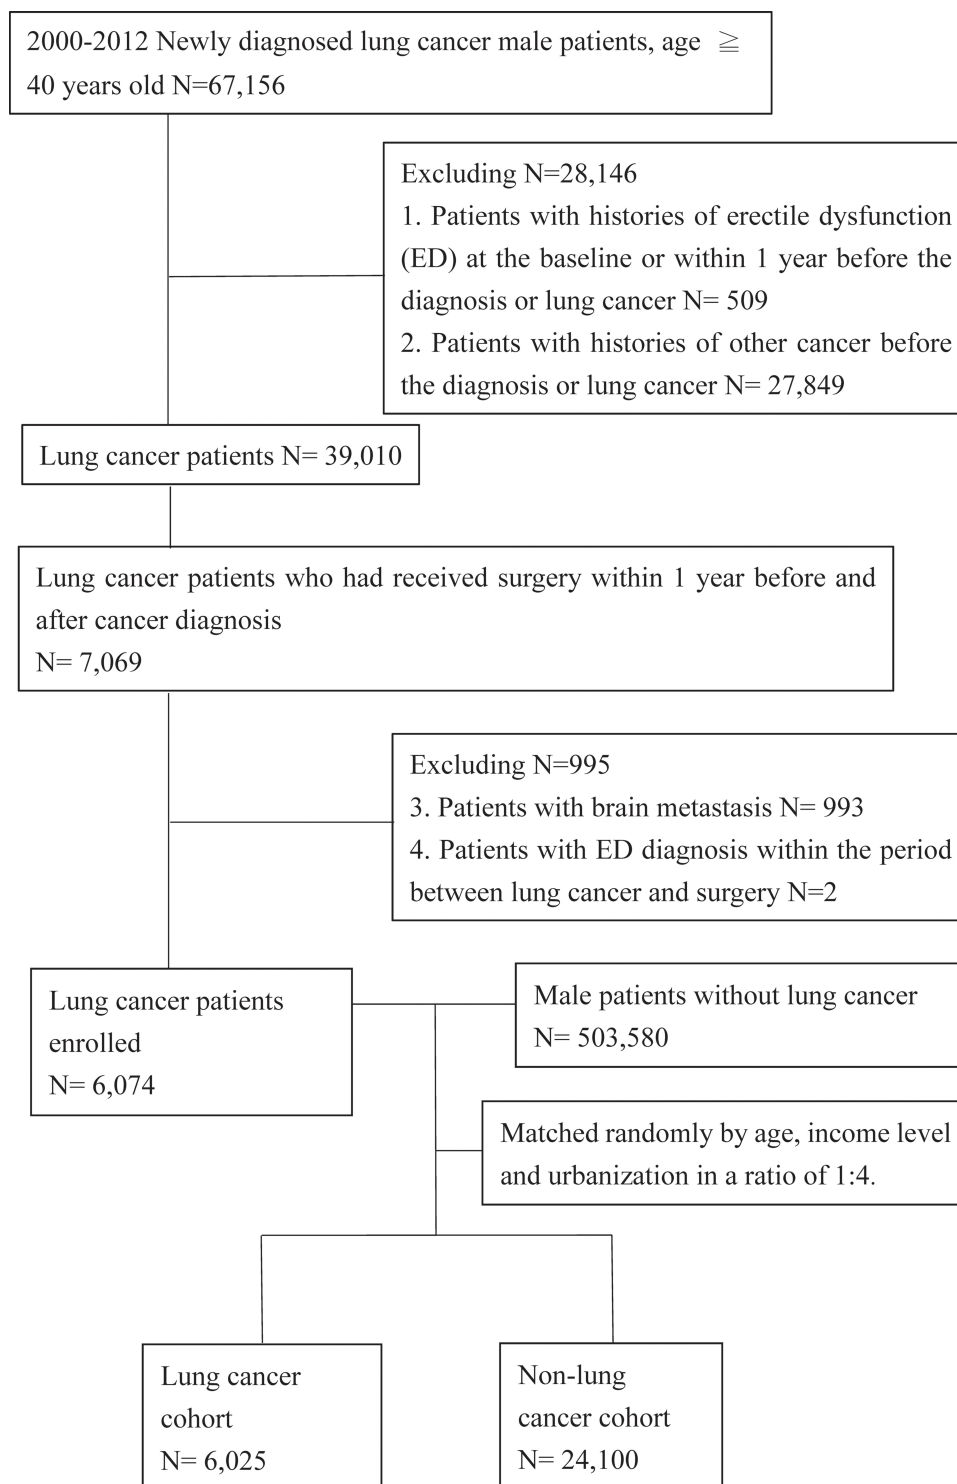 2000-2012 Newly diagnosed lung cancer male patients, age ≧
40 years old N=67,156
Excluding N=28,146
1. Patients with histories of erectile dysfunction
(ED) at the baseline or within 1 year before the
diagnosis or lung cancer N= 509
2. Patients with histories of other cancer before
the diagnosis or lung cancer N= 27,849
Lung cancer patients N= 39,010
Lung cancer patients who had received surgery within 1 year before and
after cancer diagnosis
N= 7,069
Excluding N=995
3. Patients with brain metastasis N= 993
4. Patients with ED diagnosis within the period
between lung cancer and surgery N=2
Lung cancer patients
enrolled
N= 6,074
Male patients without lung cancer
N= 503,580
Matched randomly by age, income level
and urbanization in a ratio of 1:4.
Lung cancer
cohort
N= 6,025
Non-lung
cancer cohort
N= 24,100